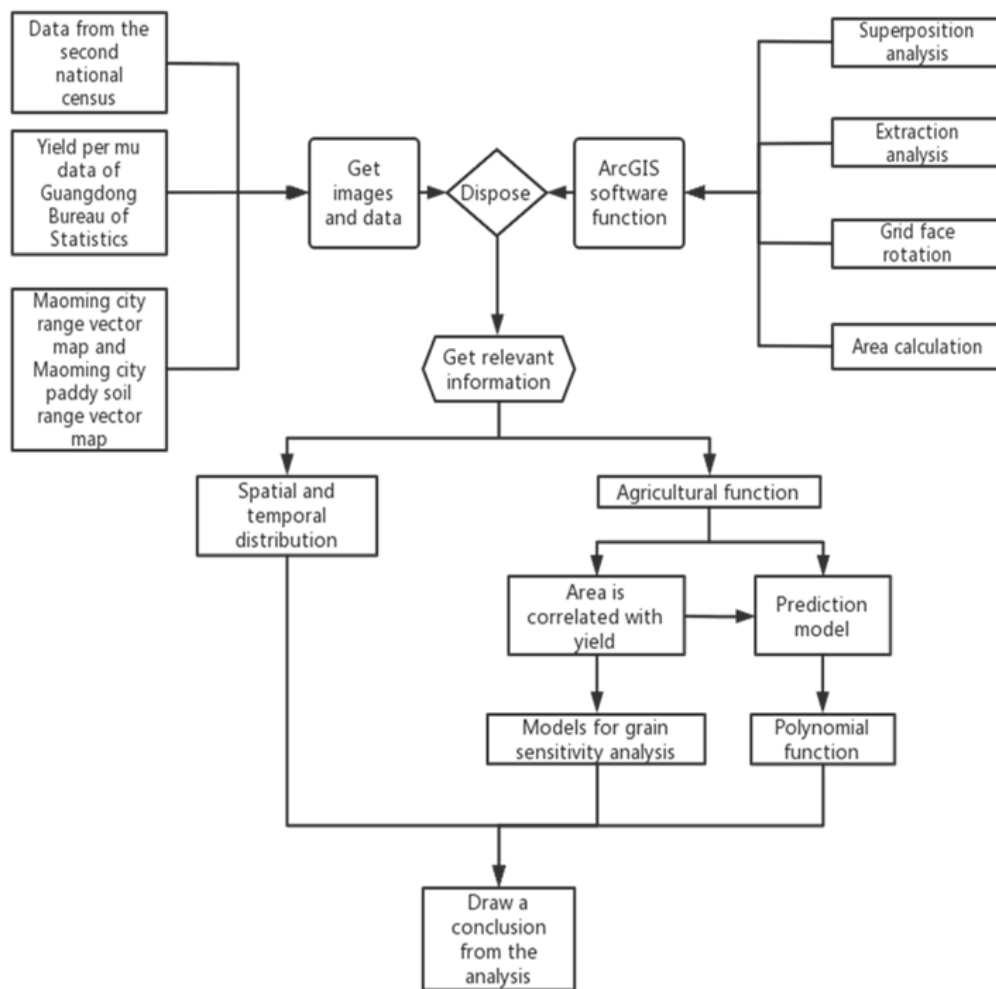 Data from the
second
national
census
Yield per mu
data of
Guangdong
Bureau of
Statistics
Maoming city
range vector
map and
Maoming city
paddy soil
range vector
map
Get
images
and data
Dispose
ArcGIS
software
function
Superposition
analysis
Extraction
analysis
Grid face
rotation
Area calculation
Get relevant
information
Spatial and
temporal
distribution
Agricultural function
Area is
correlated with
yield
Prediction
model
Models for grain
sensitivity analysis
Polynomial
function
Draw a
conclusion
from the
analysis